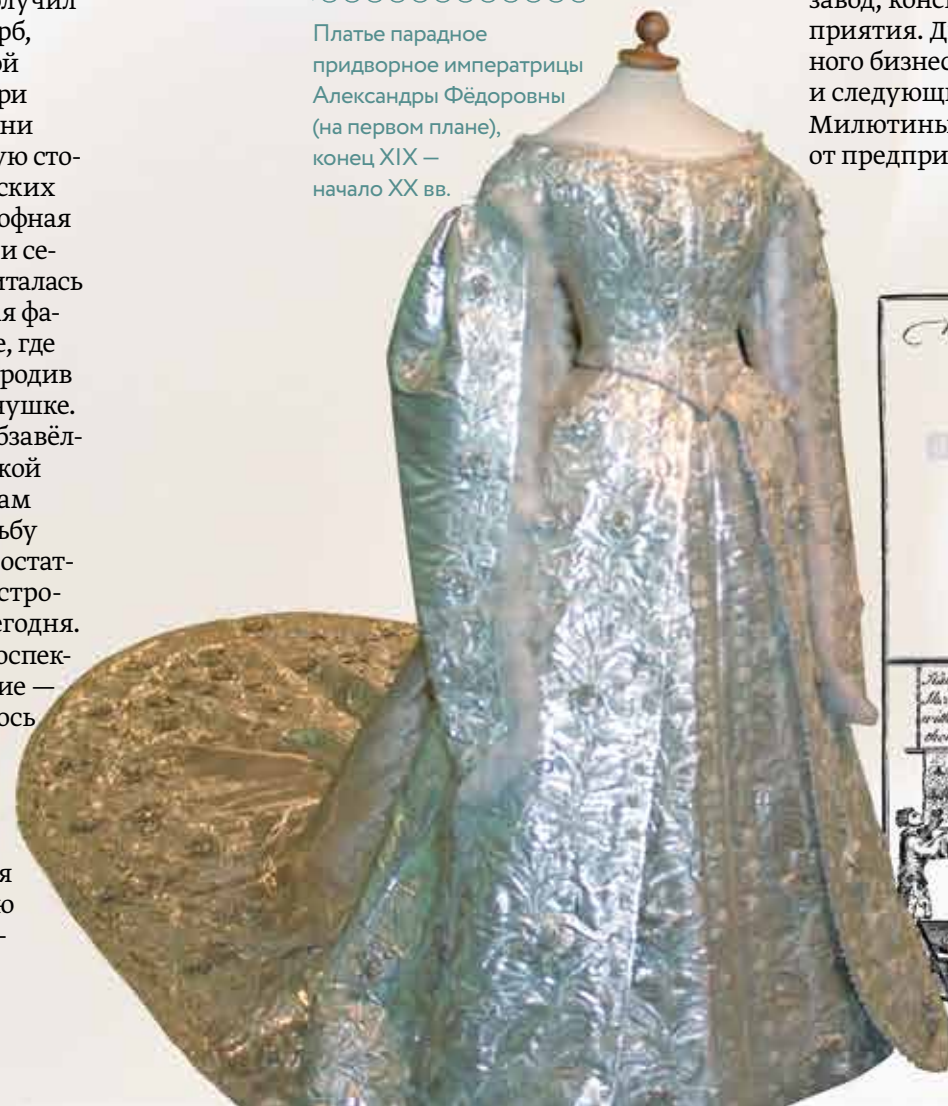 лучил
рб,
ой
ри
ни
ую сто-
ских
офная
и се-
италась
я фа-
е, где
родив
нушке.
бзавёл-
кой
ам
ьбу
остат-
стро-
егодня.
оспек-
ие —
ось
я
ю
-
Платье парадное
придворное императрицы
Александры Фёдоровны
(на первом плане),
конец XIX —
начало XX вв.
завод, конс
приятия. Д
ного бизнес
и следующ
Милютины
от предпри